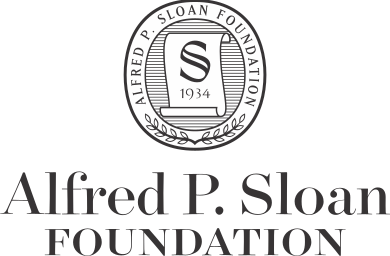 ALFRED P. SLOAN FOUNDATION
S
1934
Alfred P. Sloan
FOUNDATION